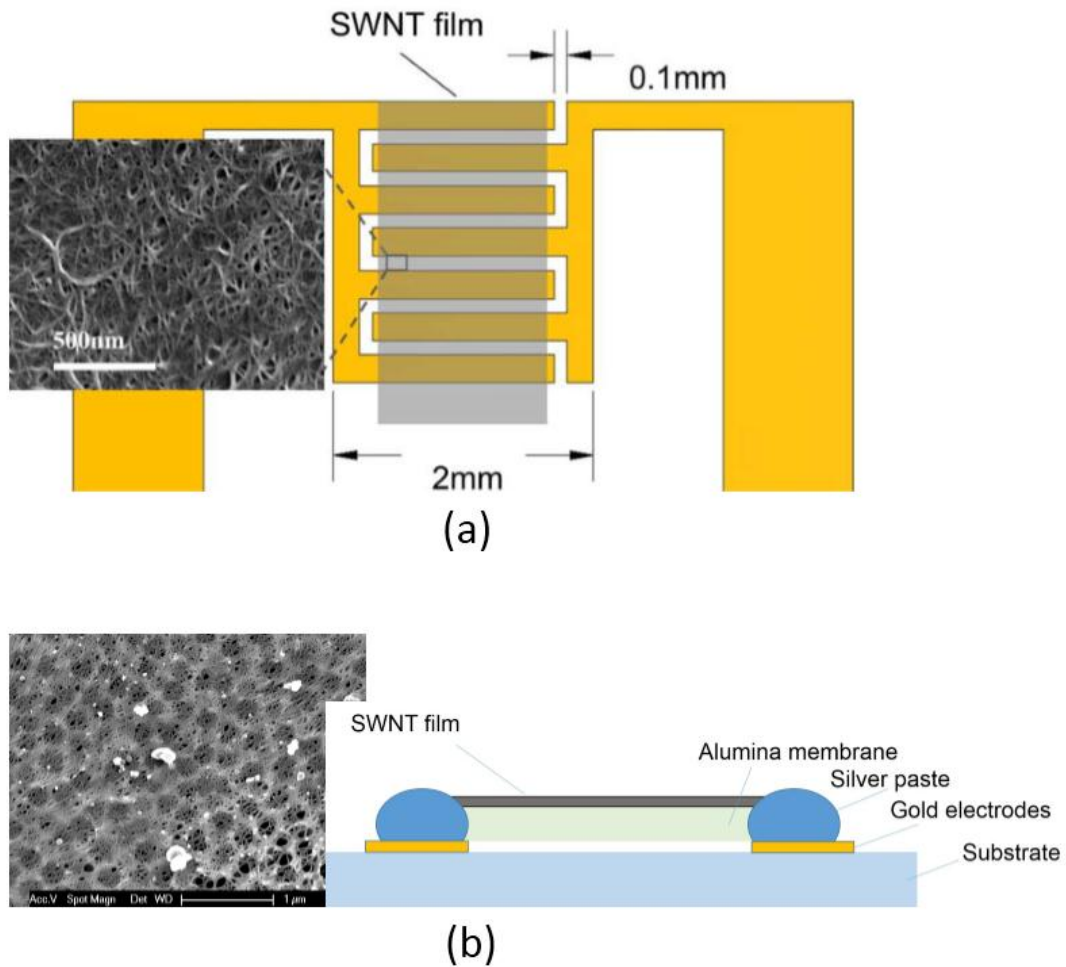 SWNT film
0.1mm
500nm
2mm
(a)
SWNT film
Alumina membrane
Silver paste
Gold electrodes
Substrate
Acc.V Spot Magn Det WD 1 μm
(b)